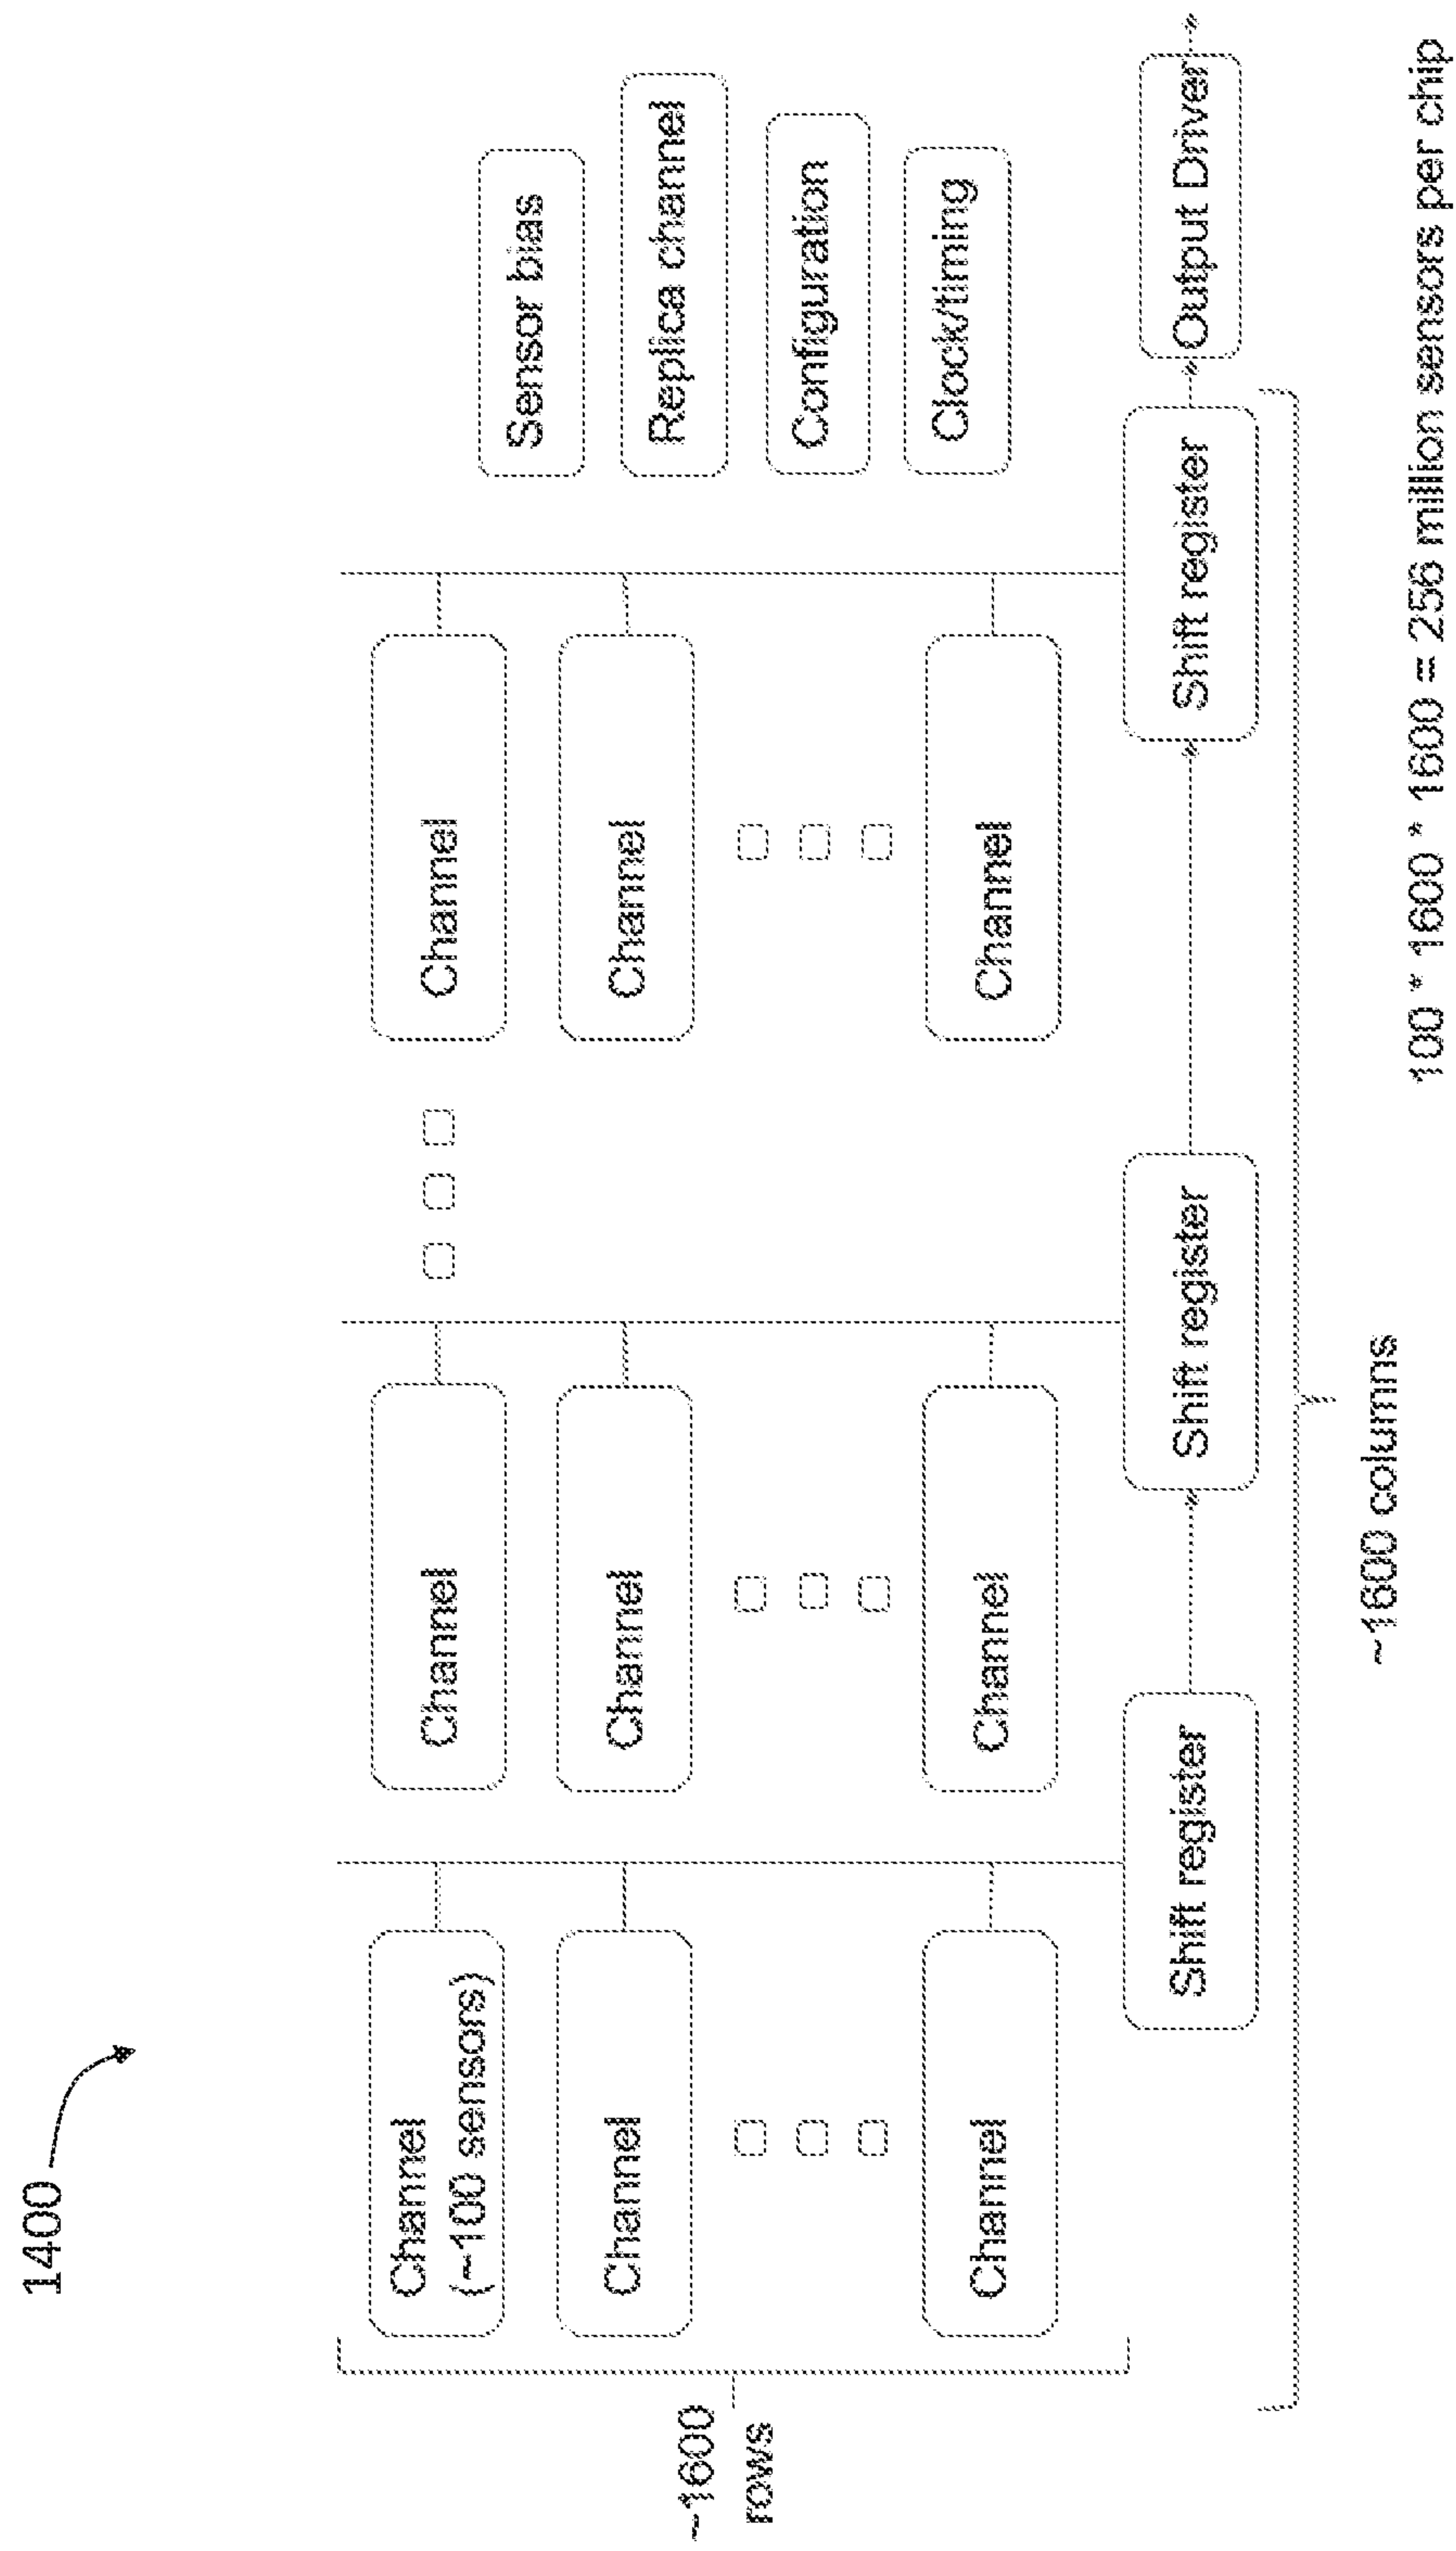 1400
~1600
rows
Channel
(~100 sensors)
Channel
Channel
Channel
Channel
Channel
Channel
Channel
Channel
Sensor bias
Replica channel
Configuration
Clock/timing
Shift register
Shift register
Shift register
Output Driver
~1600 columns
100 * 1600 * 1600 = 256 million sensors per chip